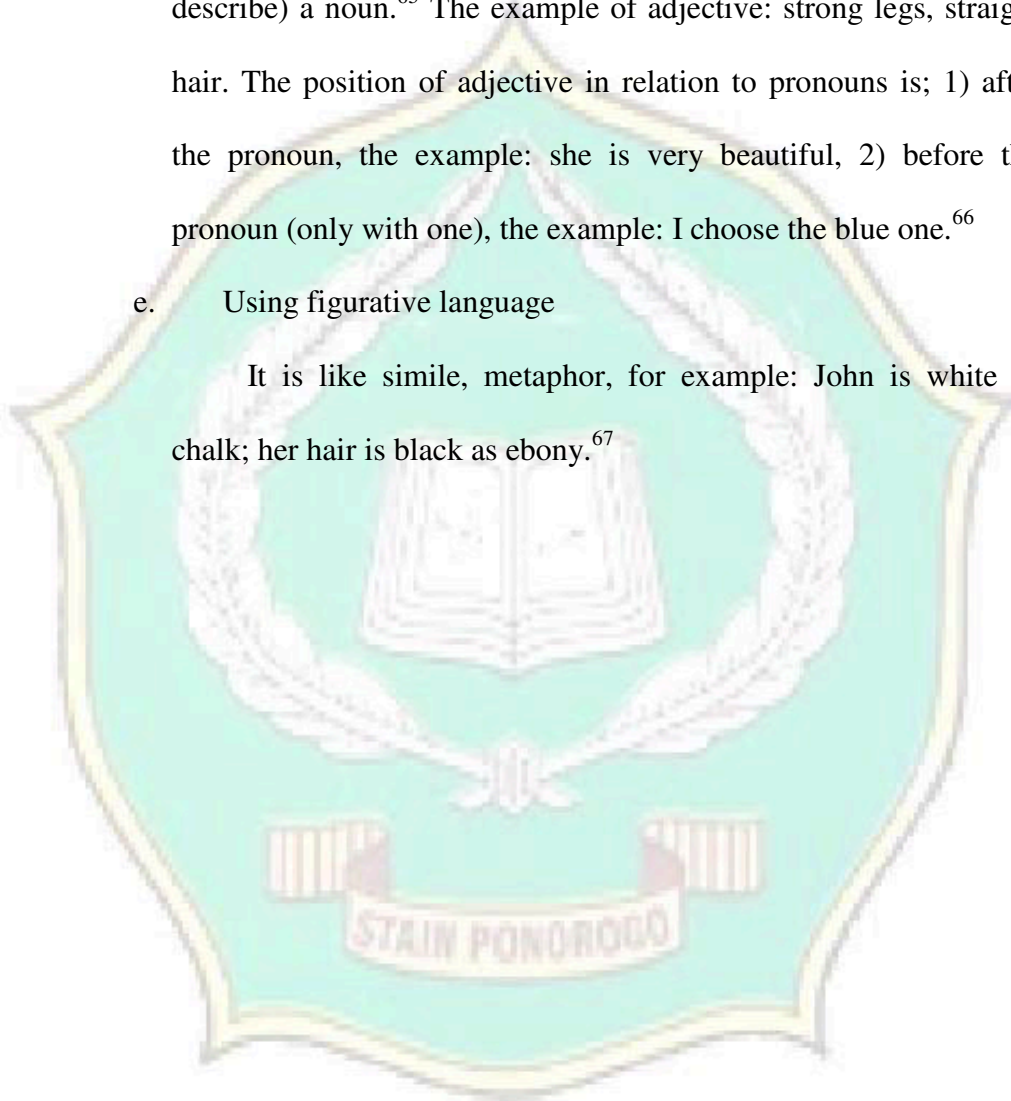 describe) a noun.⁶⁵ The example of adjective: strong legs, straig
hair. The position of adjective in relation to pronouns is; 1) aft
the pronoun, the example: she is very beautiful, 2) before t
pronoun (only with one), the example: I choose the blue one.⁶⁶
e. Using figurative language
It is like simile, metaphor, for example: John is white
chalk; her hair is black as ebony.⁶⁷
STAIN PONOROGO